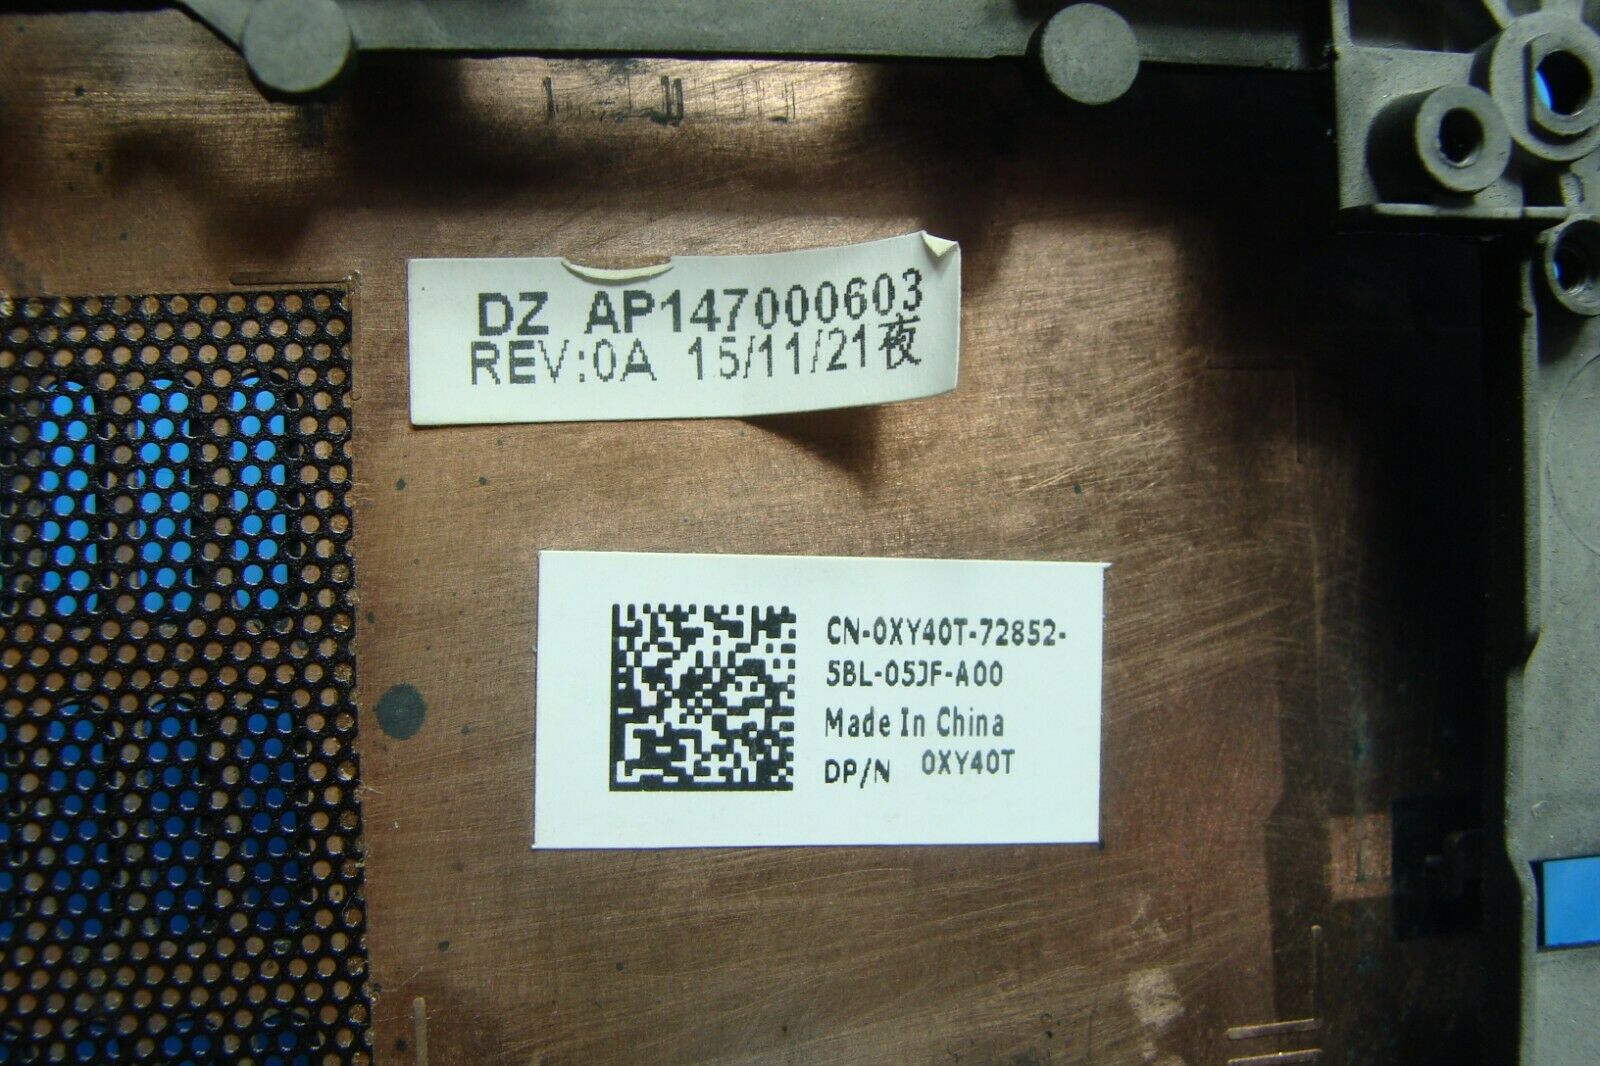 DZ AP147000603
REV:0A 15/11/21夜
CN-0XY40T-72852-
5BL-05JF-A00
Made In China
DP/N 0XY40T